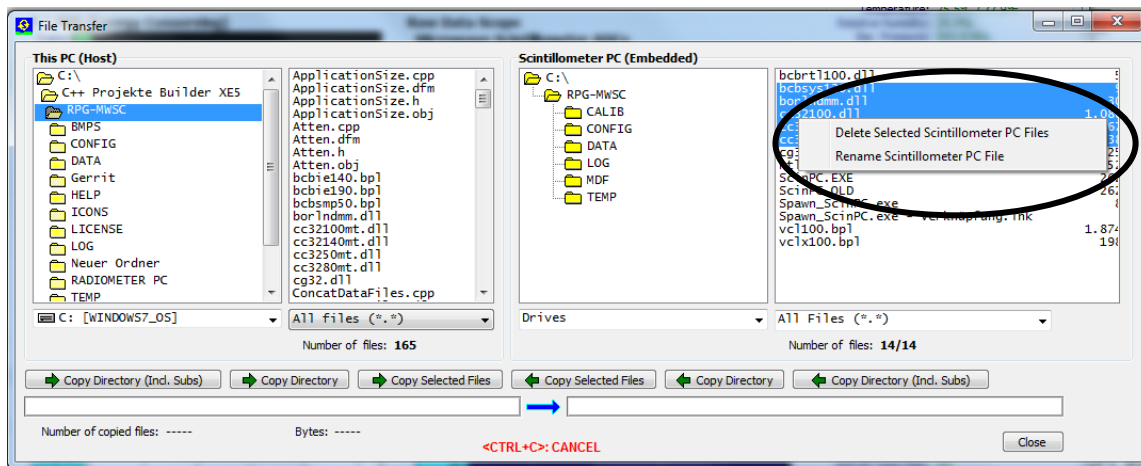 File Transfer
This PC (Host)
C:\
C++ Projekte Builder XE5
RPG-MWSC
BMPS
CONFIG
DATA
Gerrit
HELP
ICONS
LICENSE
LOG
Neuer Ordner
RADIOMETER PC
TEMP
ApplicationSize.cpp
ApplicationSize.dfm
ApplicationSize.h
ApplicationSize.obj
Atten.cpp
Atten.dfm
Atten.h
Atten.obj
bcbie140.bpl
bcbie190.bpl
bcbsmp50.bpl
borlndmm.dll
cc32100mt.dll
cc32140mt.dll
cc3250mt.dll
cc3280mt.dll
cg32.dll
ConcatDataFiles.cpp
C: [WINDOWS7_OS]
All files (*.*)
Number of files: 165
Scintillometer PC (Embedded)
C:\
RPG-MWSC
CALIB
CONFIG
DATA
LOG
MDF
TEMP
bcbrtl100.dll
borlndmm.dll
Delete Selected Scintillometer PC Files
Rename Scintillometer PC File
ScinPC.EXE
ScinPC.OLD
Spawn_ScinPC.exe
Spawn_ScinPC.exe - Verknüpfung.lnk
vcl100.bpl 1.874
vclx100.bpl 198
Drives
All Files (*.*)
Number of files: 14/14
Copy Directory (Incl. Subs)
Copy Directory
Copy Selected Files
Copy Selected Files
Copy Directory
Copy Directory (Incl. Subs)
Number of copied files: -----
Bytes: -----
<CTRL+C>: CANCEL
Close